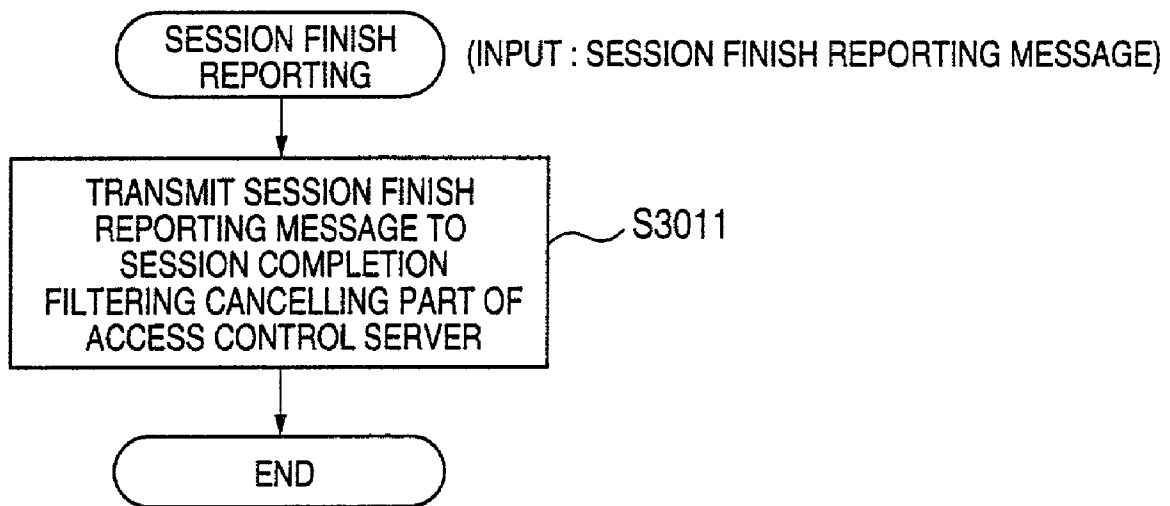 SESSION FINISH
REPORTING
(INPUT : SESSION FINISH REPORTING MESSAGE)
TRANSMIT SESSION FINISH
REPORTING MESSAGE TO
SESSION COMPLETION
FILTERING CANCELLING PART OF
ACCESS CONTROL SERVER
S3011
END